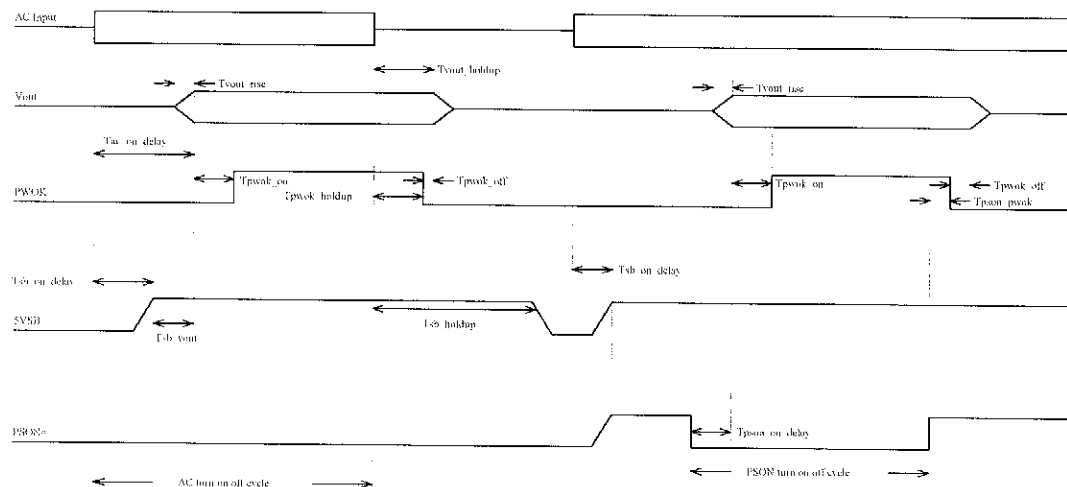 AC Input
Tvout_holdup
Vout
Tvout_rise
Tvout_rise
Tac_on_delay
PWOK
Tpwok_on
Tpwok_holdup
Tpwok_off
Tpwok_on
Tpwok_off
Tpson_pwok
Tsb_on_delay
Tsb_on_delay
5VSB
Tsb_vout
Tsb_holdup
PSON#
Tpson_on_delay
AC turn on off cycle
PSON turn on off cycle